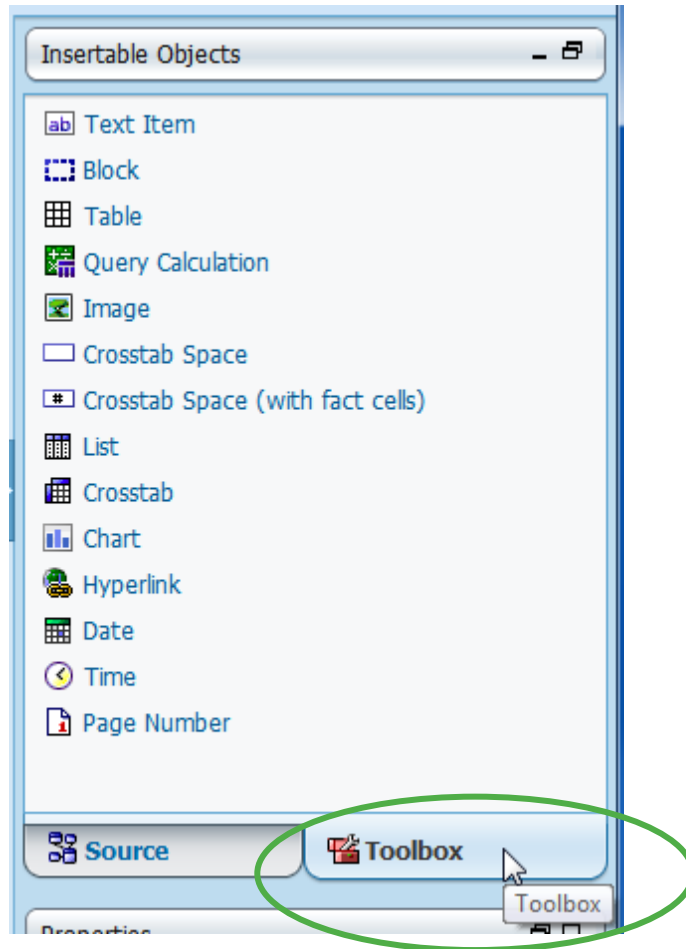 Insertable Objects
Text Item
Block
Table
Query Calculation
Image
Crosstab Space
Crosstab Space (with fact cells)
List
Crosstab
Chart
Hyperlink
Date
Time
Page Number
Source
Toolbox
Toolbox
Properties